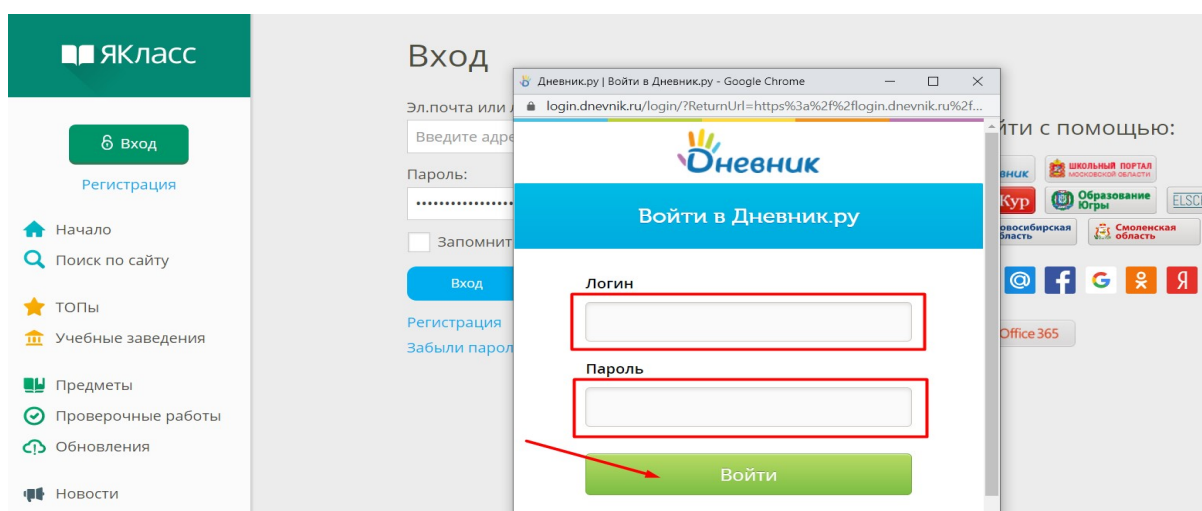 ЯКласс
Вход
Регистрация
Начало
Поиск по сайту
ТОПы
Учебные заведения
Предметы
Проверочные работы
Обновления
Новости
Вход
Эл.почта или
Введите адре
Пароль:
Запомнит
Вход
Регистрация
Забыли парол
Дневник.ру | Войти в Дневник.ру - Google Chrome
login.dnevnik.ru/login/?ReturnUrl=https%3a%2f%2flogin.dnevnik.ru%2f...
Дневник
Войти в Дневник.ру
Логин
Пароль
Войти
йти с помощью:
вник
ШКОЛЬНЫЙ ПОРТАЛ
МОСКОВСКОЙ ОБЛАСТИ
Кур
Образование
Югры
ELSC
овосибирская
бласть
Смоленская
область
Office 365